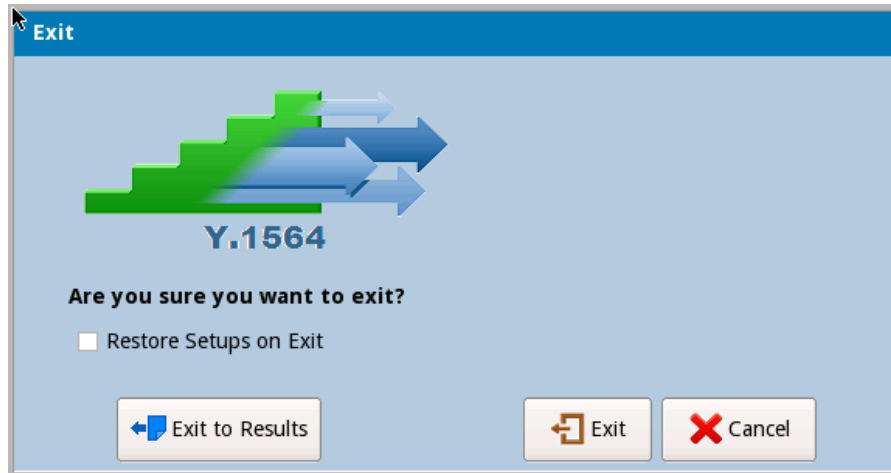 Exit
Y.1564
Are you sure you want to exit?
Restore Setups on Exit
Exit to Results
Exit
Cancel